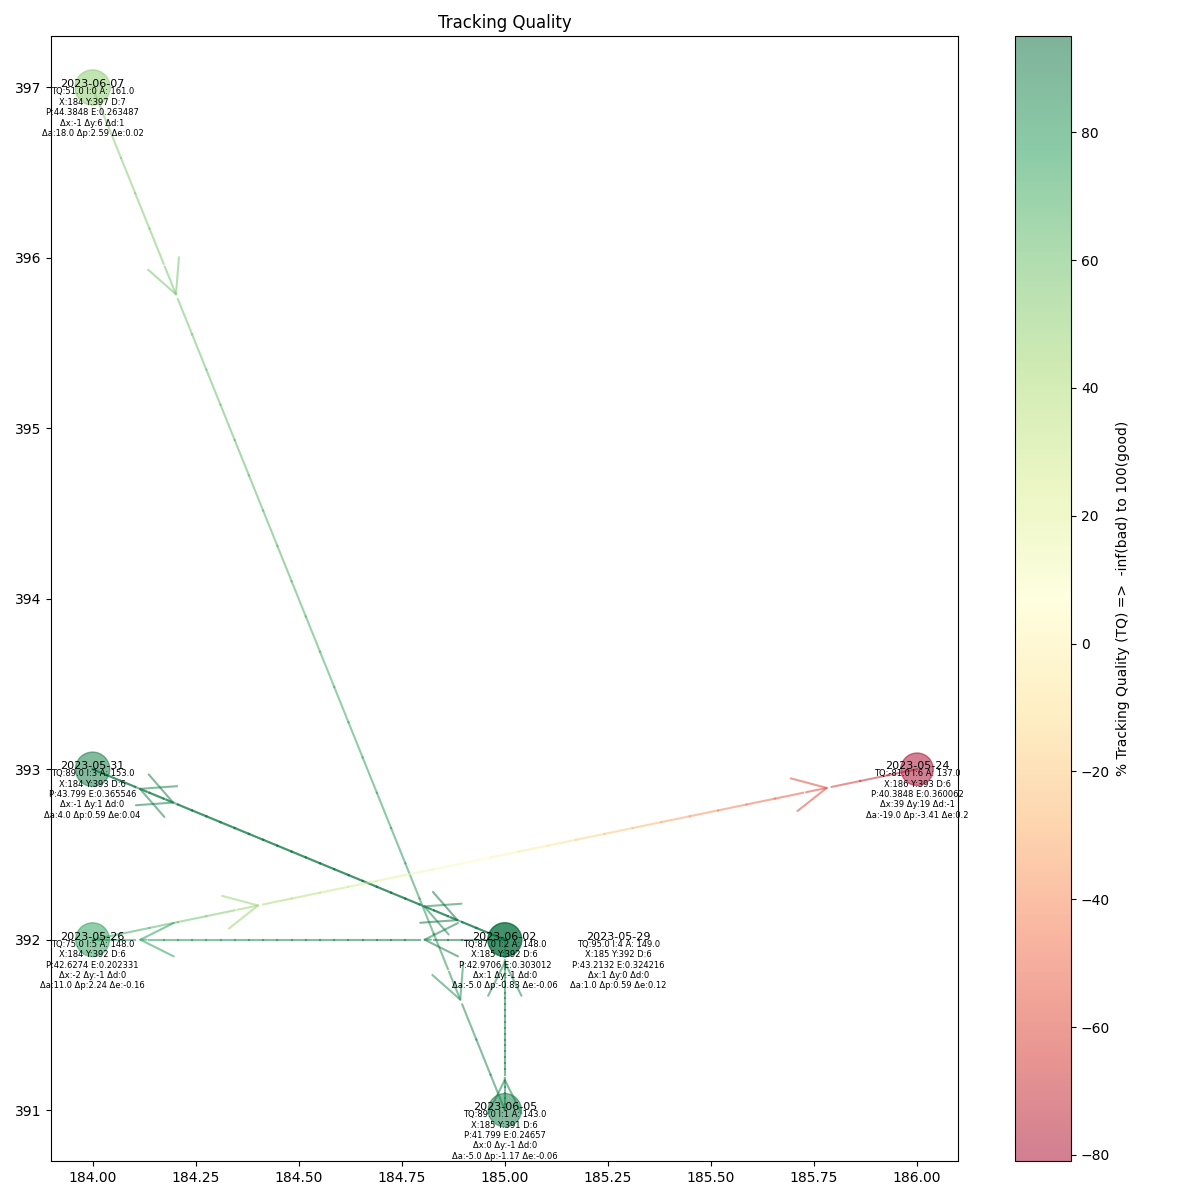 Tracking Quality
397
396
395
394
393
392
391
184.00
184.25
184.50
184.75
185.00
185.25
185.50
185.75
186.00
2023-06-07
TQ:51.0 I:0 A: 161.0
X:184 Y:397 D:7
P:44.3848 E:0.263487
Δx:-1 Δy:6 Δd:1
Δa:18.0 Δp:2.59 Δe:0.02
2023-05-31
TQ:89.0 I:3 A: 153.0
X:184 Y:393 D:6
P:43.799 E:0.365546
Δx:-1 Δy:1 Δd:0
Δa:4.0 Δp:0.59 Δe:0.04
2023-05-24
TQ:-81.0 I:6 A: 137.0
X:186 Y:393 D:6
P:40.3848 E:0.360062
Δx:39 Δy:19 Δd:-1
Δa:-19.0 Δp:-3.41 Δe:0.2
2023-05-26
TQ:75.0 I:5 A: 148.0
X:184 Y:392 D:6
P:42.6274 E:0.202331
Δx:-2 Δy:-1 Δd:0
Δa:11.0 Δp:2.24 Δe:-0.16
2023-06-02
TQ:87.0 I:2 A: 148.0
X:185 Y:392 D:6
P:42.9706 E:0.303012
Δx:1 Δy:-1 Δd:0
Δa:-5.0 Δp:-0.83 Δe:-0.06
2023-05-29
TQ:95.0 I:4 A: 149.0
X:185 Y:392 D:6
P:43.2132 E:0.324216
Δx:1 Δy:0 Δd:0
Δa:1.0 Δp:0.59 Δe:0.12
2023-06-05
TQ:89.0 I:1 A: 143.0
X:185 Y:391 D:6
P:41.799 E:0.24657
Δx:0 Δy:-1 Δd:0
Δa:-5.0 Δp:-1.17 Δe:-0.06
80
60
40
20
0
−20
−40
−60
−80
% Tracking Quality (TQ) => -inf(bad) to 100(good)